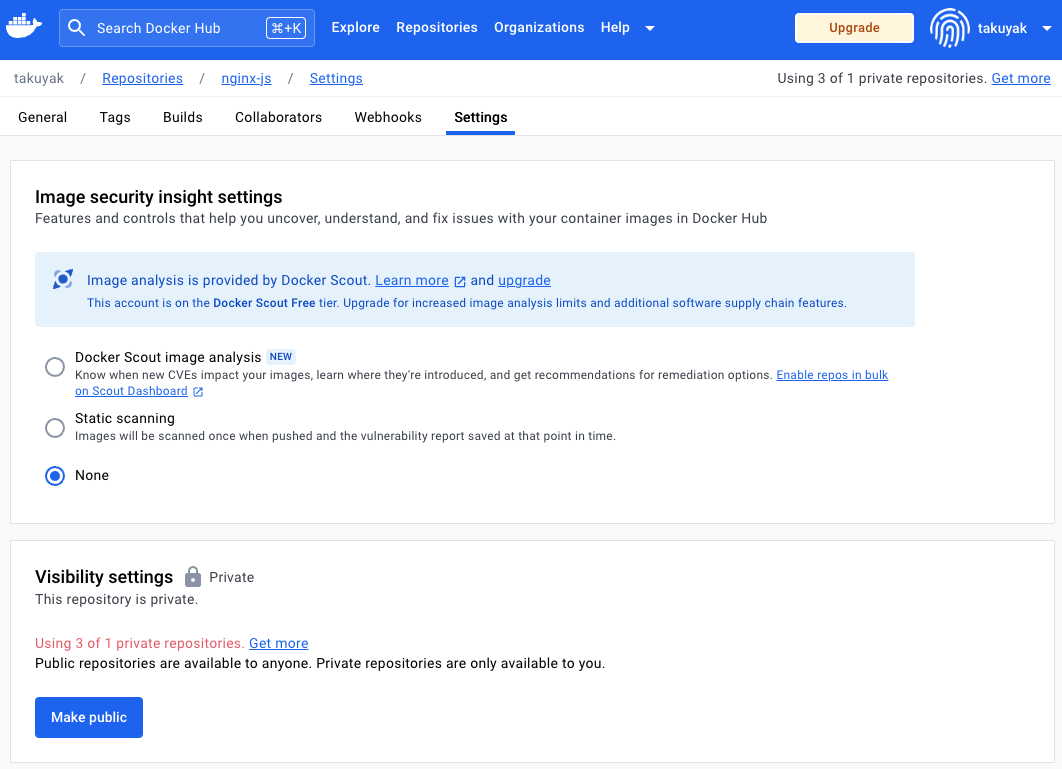 Search Docker Hub ⌘+K Explore Repositories Organizations Help Upgrade takuyak
takuyak / Repositories / nginx-js / Settings Using 3 of 1 private repositories. Get more
General Tags Builds Collaborators Webhooks Settings
Image security insight settings
Features and controls that help you uncover, understand, and fix issues with your container images in Docker Hub
Image analysis is provided by Docker Scout. Learn more and upgrade
This account is on the Docker Scout Free tier. Upgrade for increased image analysis limits and additional software supply chain features.
Docker Scout image analysis NEW
Know when new CVEs impact your images, learn where they're introduced, and get recommendations for remediation options. Enable repos in bulk
on Scout Dashboard
Static scanning
Images will be scanned once when pushed and the vulnerability report saved at that point in time.
None
Visibility settings Private
This repository is private.
Using 3 of 1 private repositories. Get more
Public repositories are available to anyone. Private repositories are only available to you.
Make public